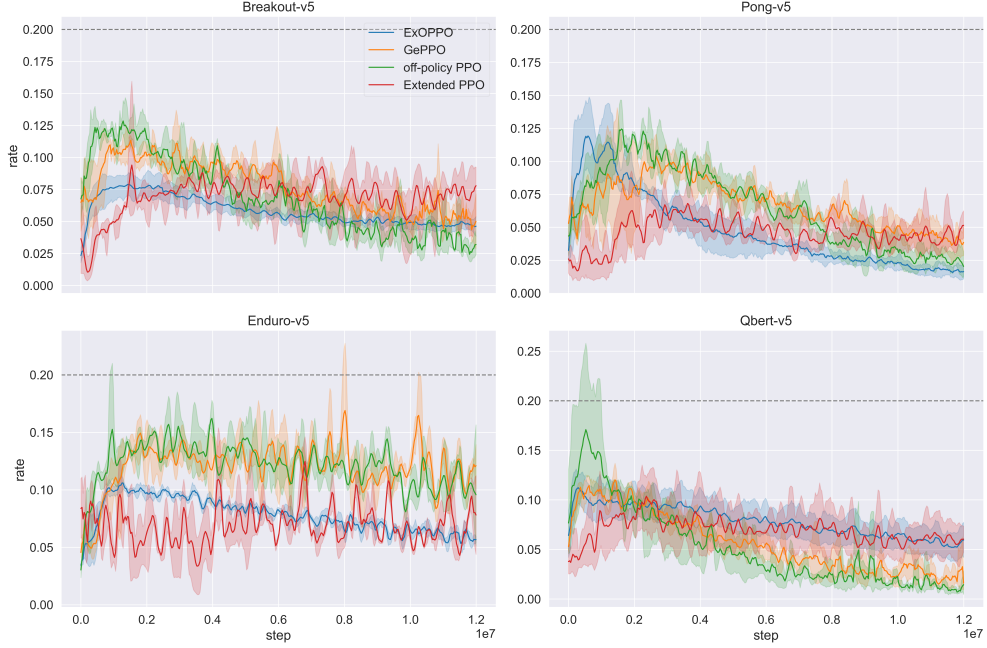 Breakout-v5
0.200
0.175
0.150
0.125
0.100
0.075
0.050
0.025
0.000
rate
ExOPPO
GePPO
off-policy PPO
Extended PPO
Pong-v5
0.200
0.175
0.150
0.125
0.100
0.075
0.050
0.025
0.000
Enduro-v5
0.20
0.15
0.10
0.05
0.00
rate
0.0 0.2 0.4 0.6 0.8 1.0 1.2
step
1e7
Qbert-v5
0.25
0.20
0.15
0.10
0.05
0.00
0.0 0.2 0.4 0.6 0.8 1.0 1.2
step
1e7